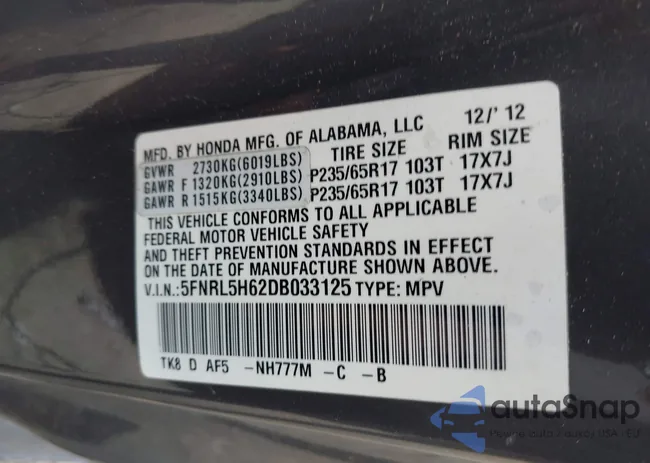 MFD. BY HONDA MFG. OF ALABAMA, LLC 12/'12
TIRE SIZE RIM SIZE
GVWR 2730KG(6019LBS)
GAWR F 1320KG(2910LBS) P235/65R17 103T 17X7J
GAWR R 1515KG(3340LBS) P235/65R17 103T 17X7J
THIS VEHICLE CONFORMS TO ALL APPLICABLE
FEDERAL MOTOR VEHICLE SAFETY
AND THEFT PREVENTION STANDARDS IN EFFECT
ON THE DATE OF MANUFACTURE SHOWN ABOVE.
V.I.N.:5FNRL5H62DB033125 TYPE: MPV
TK8 D AF5 -NH777M -C -B
autoSnap
USA - EU